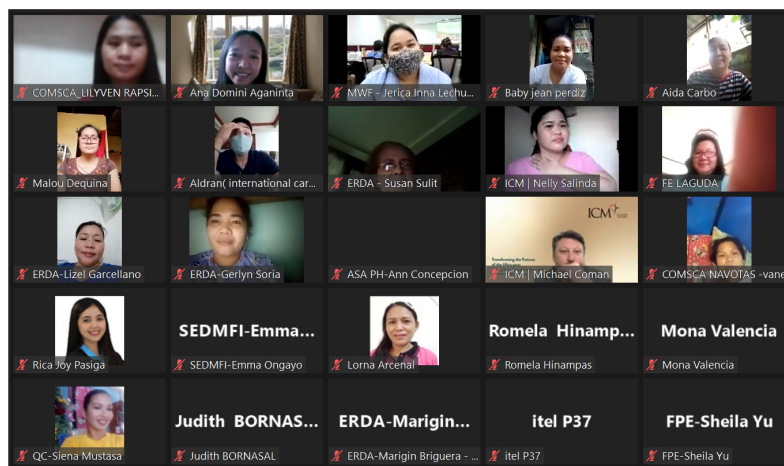 COMSCA_LILYVEN RAPSI...
Ana Domini Aganinta
MWF - Jeriça Inna Lechu...
Baby jean perdiz
Aida Carbo
Malou Dequina
Aldran( international car...
ERDA - Susan Sulit
ICM | Nelly Salinda
FE LAGUDA
ICM
Transforming the Future
ERDA-Lizel Garcellano
ERDA-Gerlyn Soria
ASA PH-Ann Concepcion
ICM | Michael Coman
COMSCA NAVOTAS -vane
SEDMFI-Emma...
Romela Hinamp...
Mona Valencia
Rica Joy Pasiga
SEDMFI-Emma Ongayo
Lorna Arcenal
Romela Hinampas
Mona Valencia
Judith BORNAS...
ERDA-Marigin...
itel P37
FPE-Sheila Yu
QC-Siena Mustasa
Judith BORNASAL
ERDA-Marigin Briguera - ...
itel P37
FPE-Sheila Yu